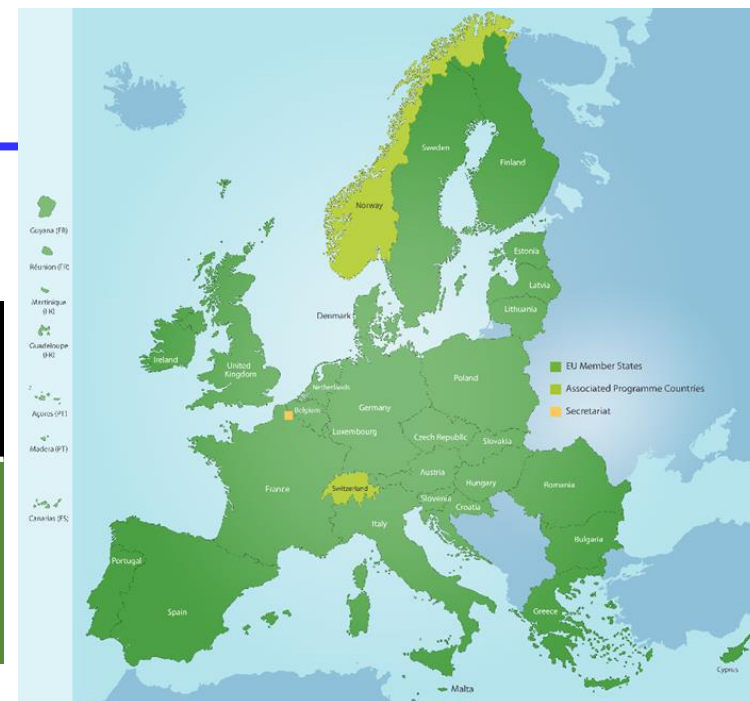 Guyana (FR)
Réunion (FR)
Martinique
(FR)
Guadeloupe
(FR)
Açores (PT)
Madera (PT)
Canarias (ES)
Sweden
Finland
Norway
Estonia
Latvia
Lithuania
Denmark
Ireland
United
Kingdom
Netherlands
Belgium
Luxembourg
Germany
Poland
EU Member States
Associated Programme Countries
Secretariat
Czech Republic
Slovakia
Austria
Hungary
Romania
France
Switzerland
Slovenia
Croatia
Italy
Bulgaria
Portugal
Spain
Greece
Malta
Cyprus